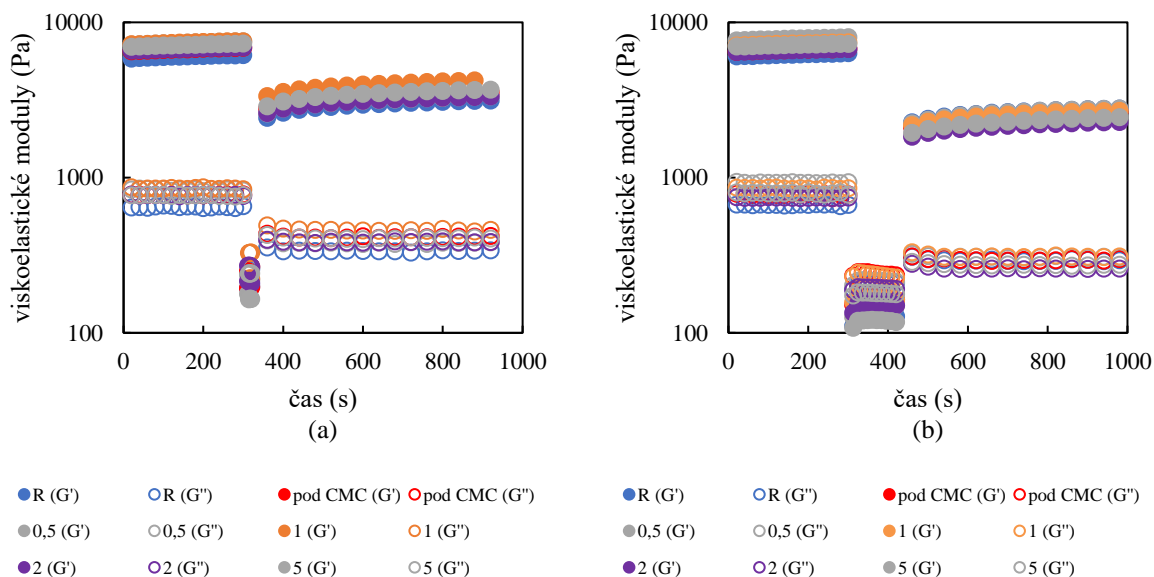 viskoelastické moduly (Pa)
10000
1000
100
0 200 400 600 800 1000
čas (s)
(a)
R (G') R (G'') pod CMC (G') pod CMC (G'')
0,5 (G') 0,5 (G'') 1 (G') 1 (G'')
2 (G') 2 (G'') 5 (G') 5 (G'')
viskoelastické moduly (Pa)
10000
1000
100
0 200 400 600 800 1000
čas (s)
(b)
R (G') R (G'') pod CMC (G') pod CMC (G'')
0,5 (G') 0,5 (G'') 1 (G') 1 (G'')
2 (G') 2 (G'') 5 (G') 5 (G'')